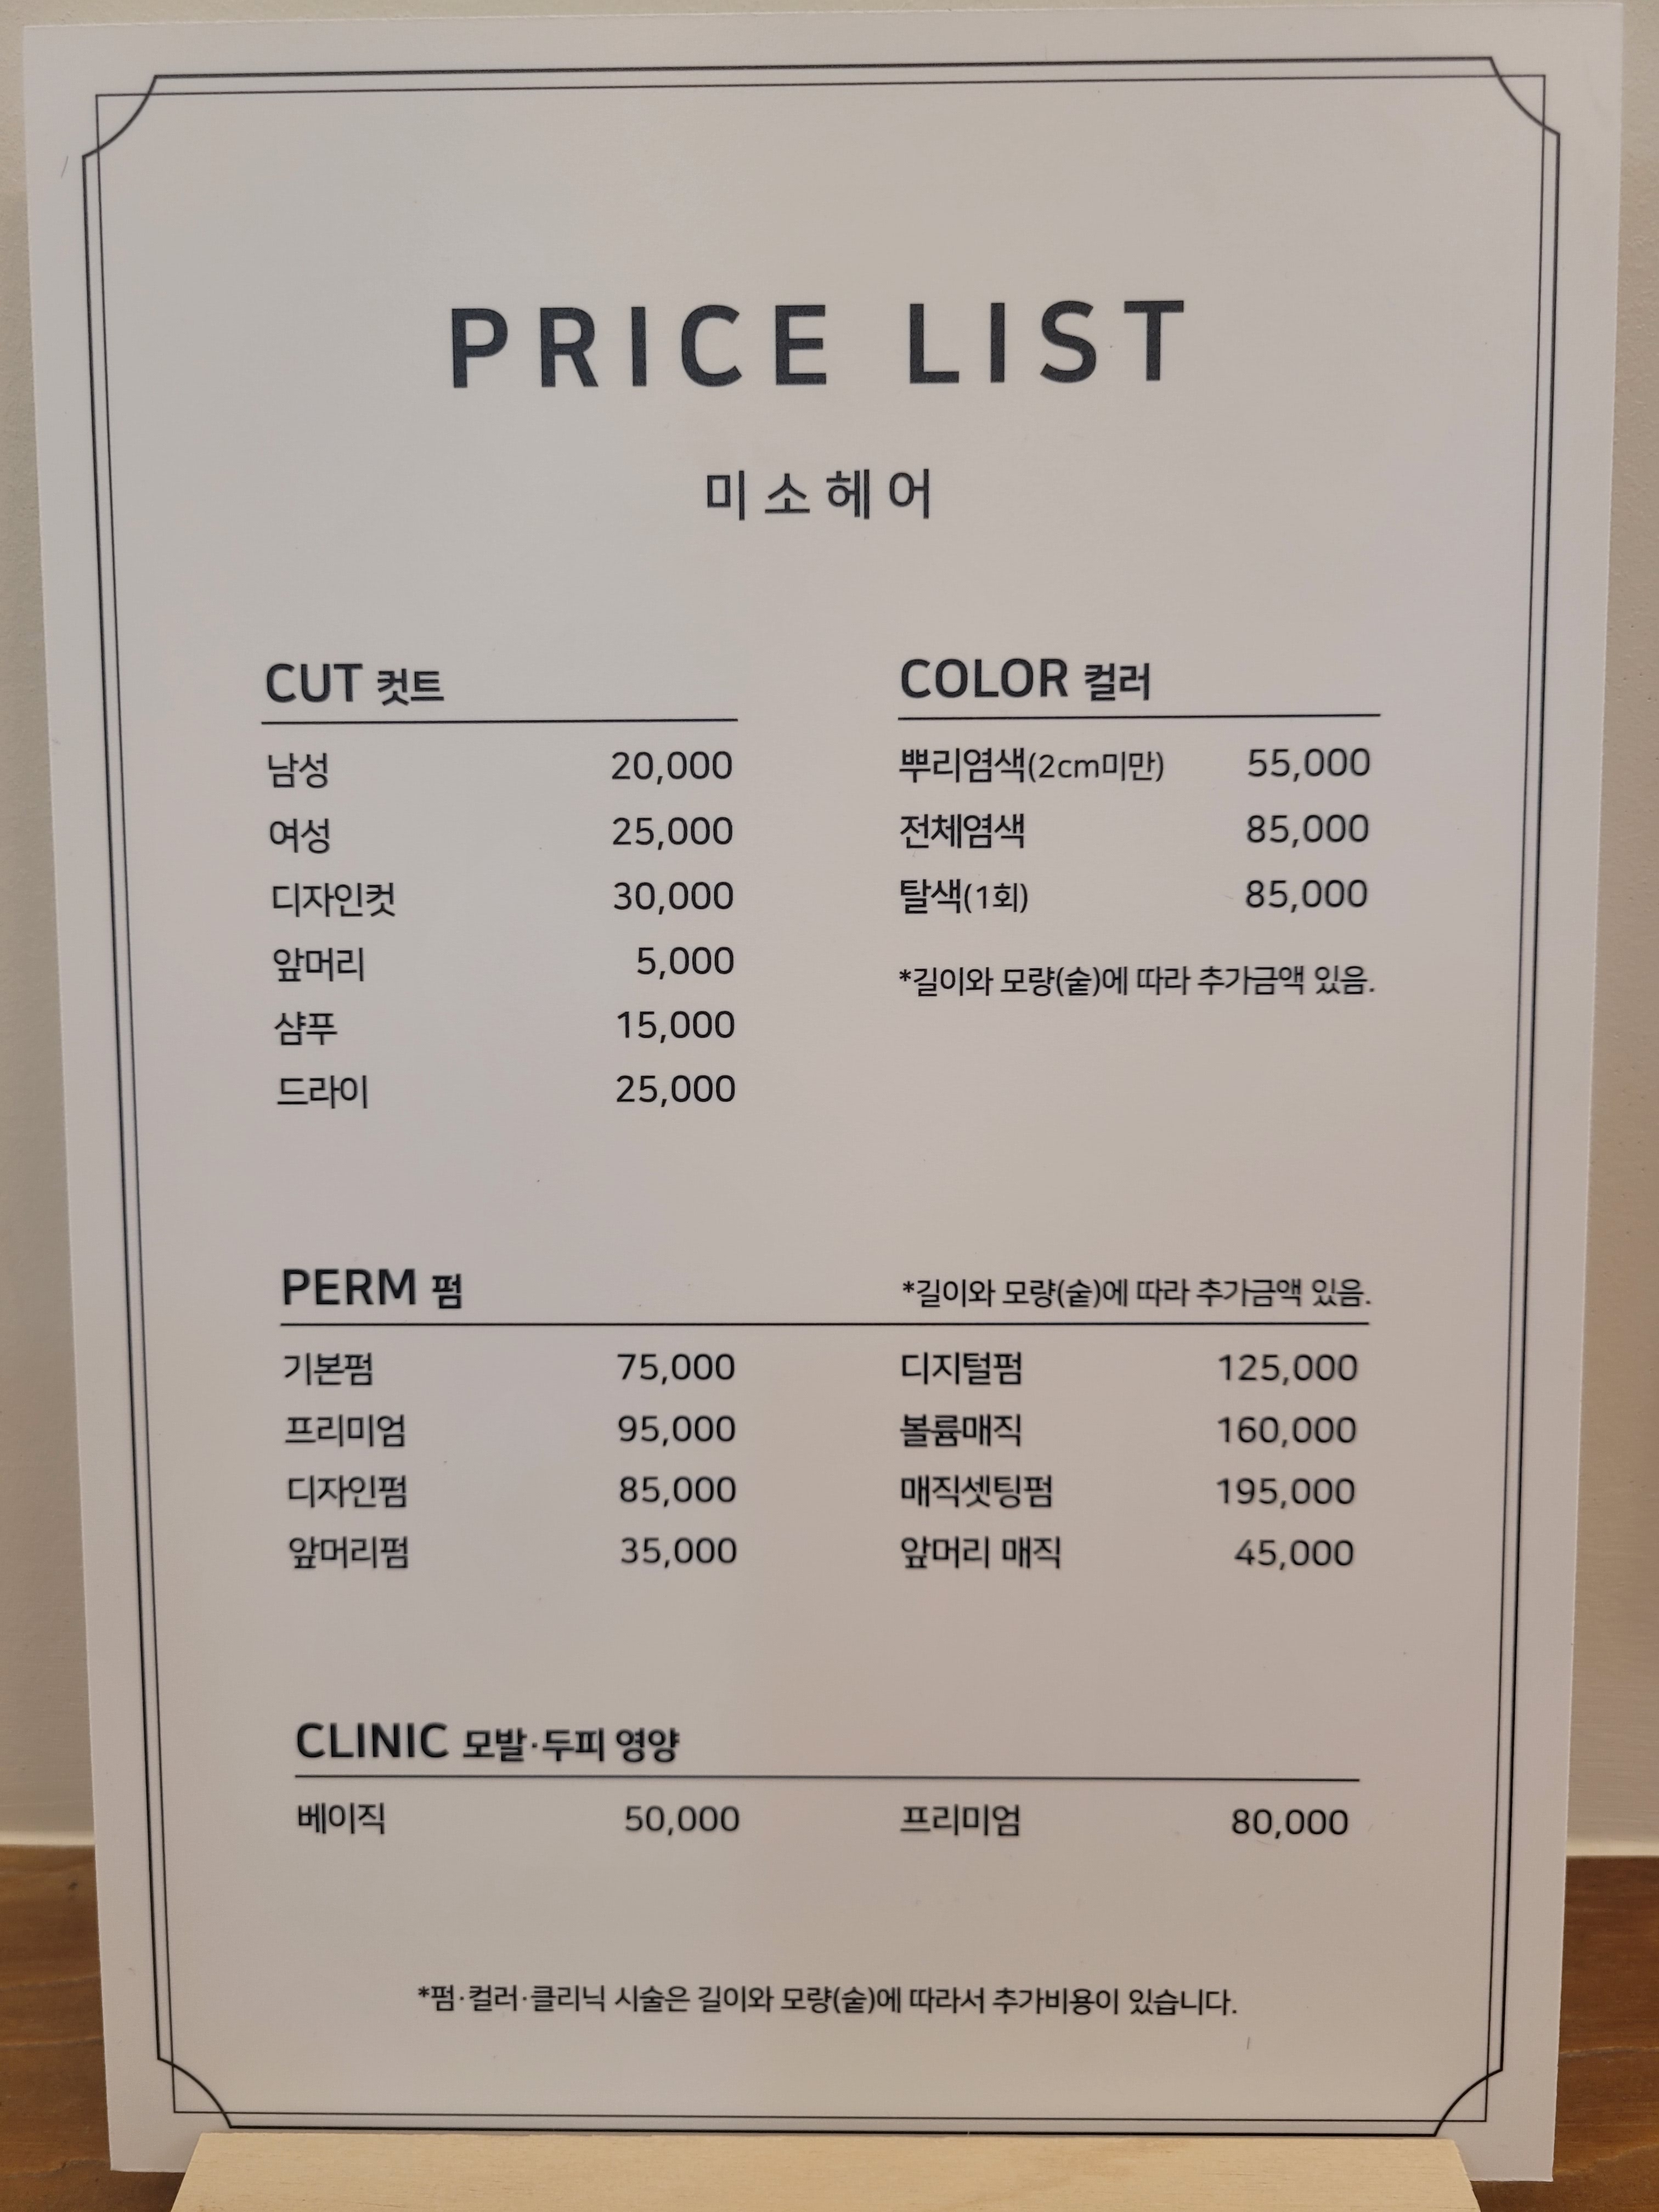 PRICE LIST
미소헤어
CUT 컷트
남성 20,000
여성 25,000
디자인컷 30,000
앞머리 5,000
샴푸 15,000
드라이 25,000
COLOR 컬러
뿌리염색(2cm미만) 55,000
전체염색 85,000
탈색(1회) 85,000
*길이와 모량(숱)에 따라 추가금액 있음.
PERM 펌 *길이와 모량(숱)에 따라 추가금액 있음.
기본펌 75,000 디지털펌 125,000
프리미엄 95,000 볼륨매직 160,000
디자인펌 85,000 매직셋팅펌 195,000
앞머리펌 35,000 앞머리 매직 45,000
CLINIC 모발·두피 영양
베이직 50,000 프리미엄 80,000
*펌·컬러·클리닉 시술은 길이와 모량(숱)에 따라서 추가비용이 있습니다.